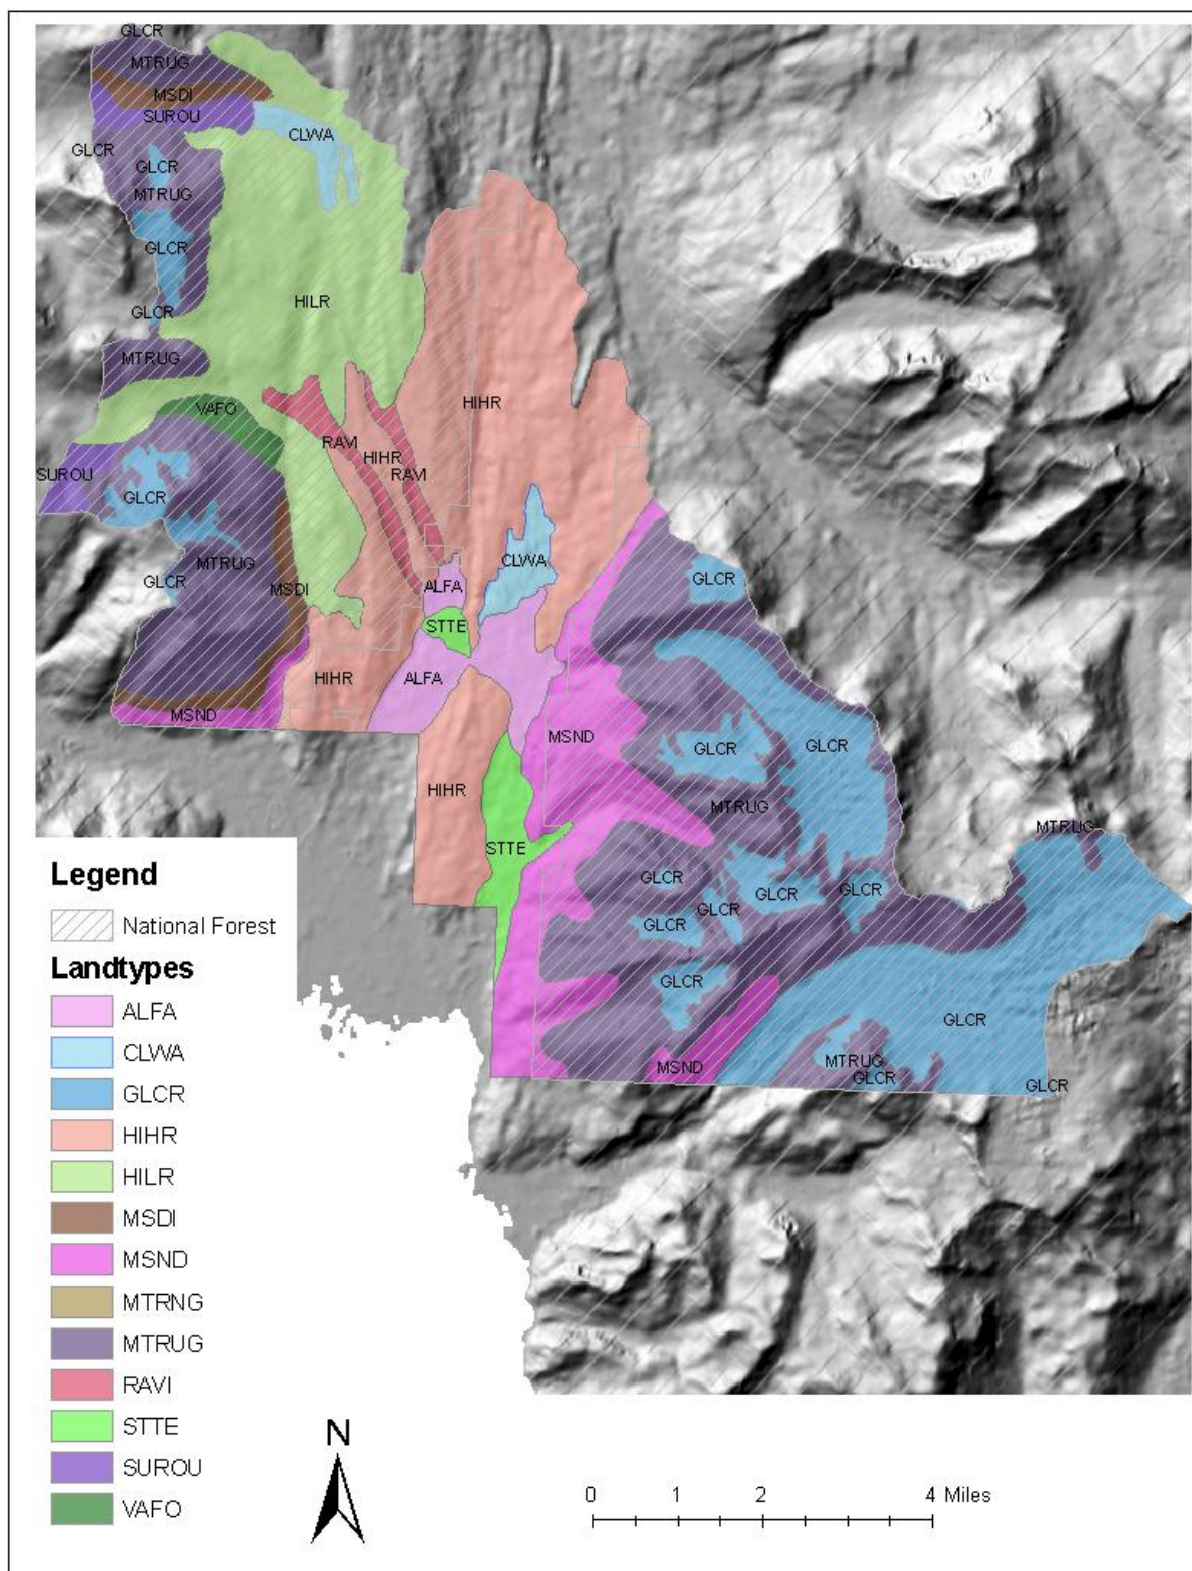 GLCR
MTRUG
MSDI
SUROU
CLWA
GLCR
GLCR
MTRUG
GLCR
HILR
GLCR
MTRUG
HIHR
VAFO
RAVI
HIHR
RAVI
SUROU
GLCR
CLWA
MTRUG
GLCR
GLCR
MSDI
ALFA
STTE
HIHR
ALFA
MSND
MSND
GLCR
GLCR
HIHR
MTRUG
MTRUG
STTE
GLCR
GLCR
GLCR
GLCR
GLCR
GLCR
GLCR
MSND
MTRUG
GLCR
GLCR
Legend
National Forest
Landtypes
ALFA
CLWA
GLCR
HIHR
HILR
MSDI
MSND
MTRNG
MTRUG
RAVI
STTE
SUROU
VAFO
N
0 1 2 4 Miles